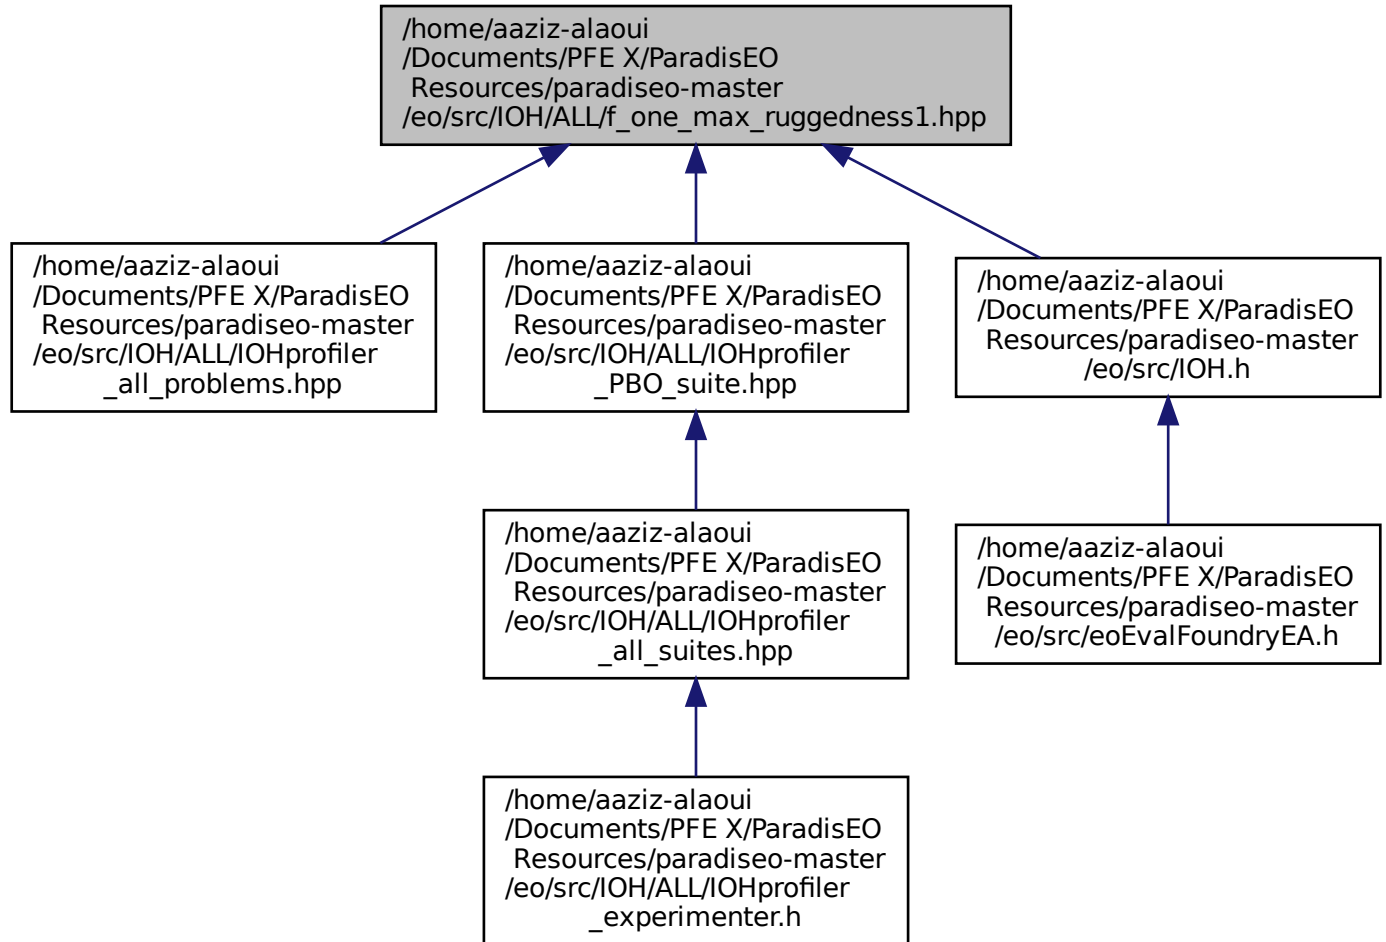 /home/aaziz-alaoui
/Documents/PFE X/ParadisEO
Resources/paradiseo-master
/eo/src/IOH/ALL/f_one_max_ruggedness1.hpp
/home/aaziz-alaoui
/Documents/PFE X/ParadisEO
Resources/paradiseo-master
/eo/src/IOH/ALL/IOHprofiler
_all_problems.hpp
/home/aaziz-alaoui
/Documents/PFE X/ParadisEO
Resources/paradiseo-master
/eo/src/IOH/ALL/IOHprofiler
_PBO_suite.hpp
/home/aaziz-alaoui
/Documents/PFE X/ParadisEO
Resources/paradiseo-master
/eo/src/IOH.h
/home/aaziz-alaoui
/Documents/PFE X/ParadisEO
Resources/paradiseo-master
/eo/src/IOH/ALL/IOHprofiler
_all_suites.hpp
/home/aaziz-alaoui
/Documents/PFE X/ParadisEO
Resources/paradiseo-master
/eo/src/eoEvalFoundryEA.h
/home/aaziz-alaoui
/Documents/PFE X/ParadisEO
Resources/paradiseo-master
/eo/src/IOH/ALL/IOHprofiler
_experimenter.h